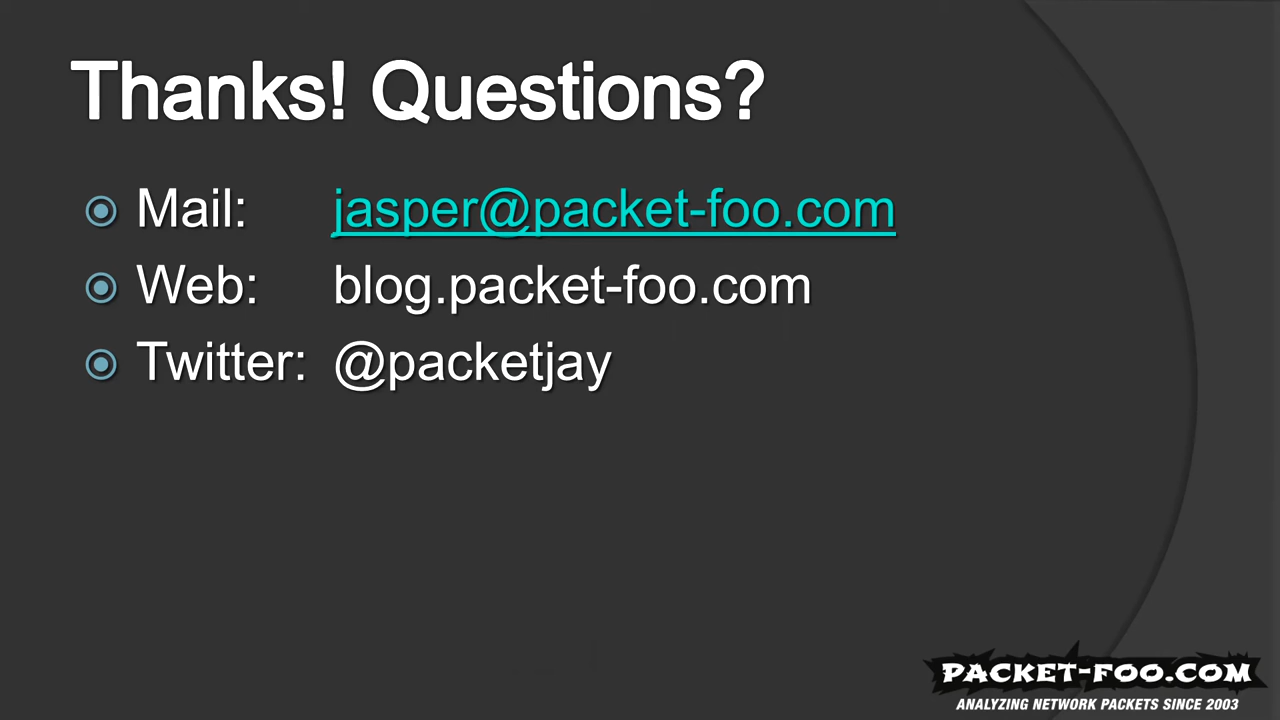 Thanks! Questions?
Mail: jasper@packet-foo.com
Web: blog.packet-foo.com
Twitter: @packetjay
PACKET-FOO.COM
ANALYZING NETWORK PACKETS SINCE 2003